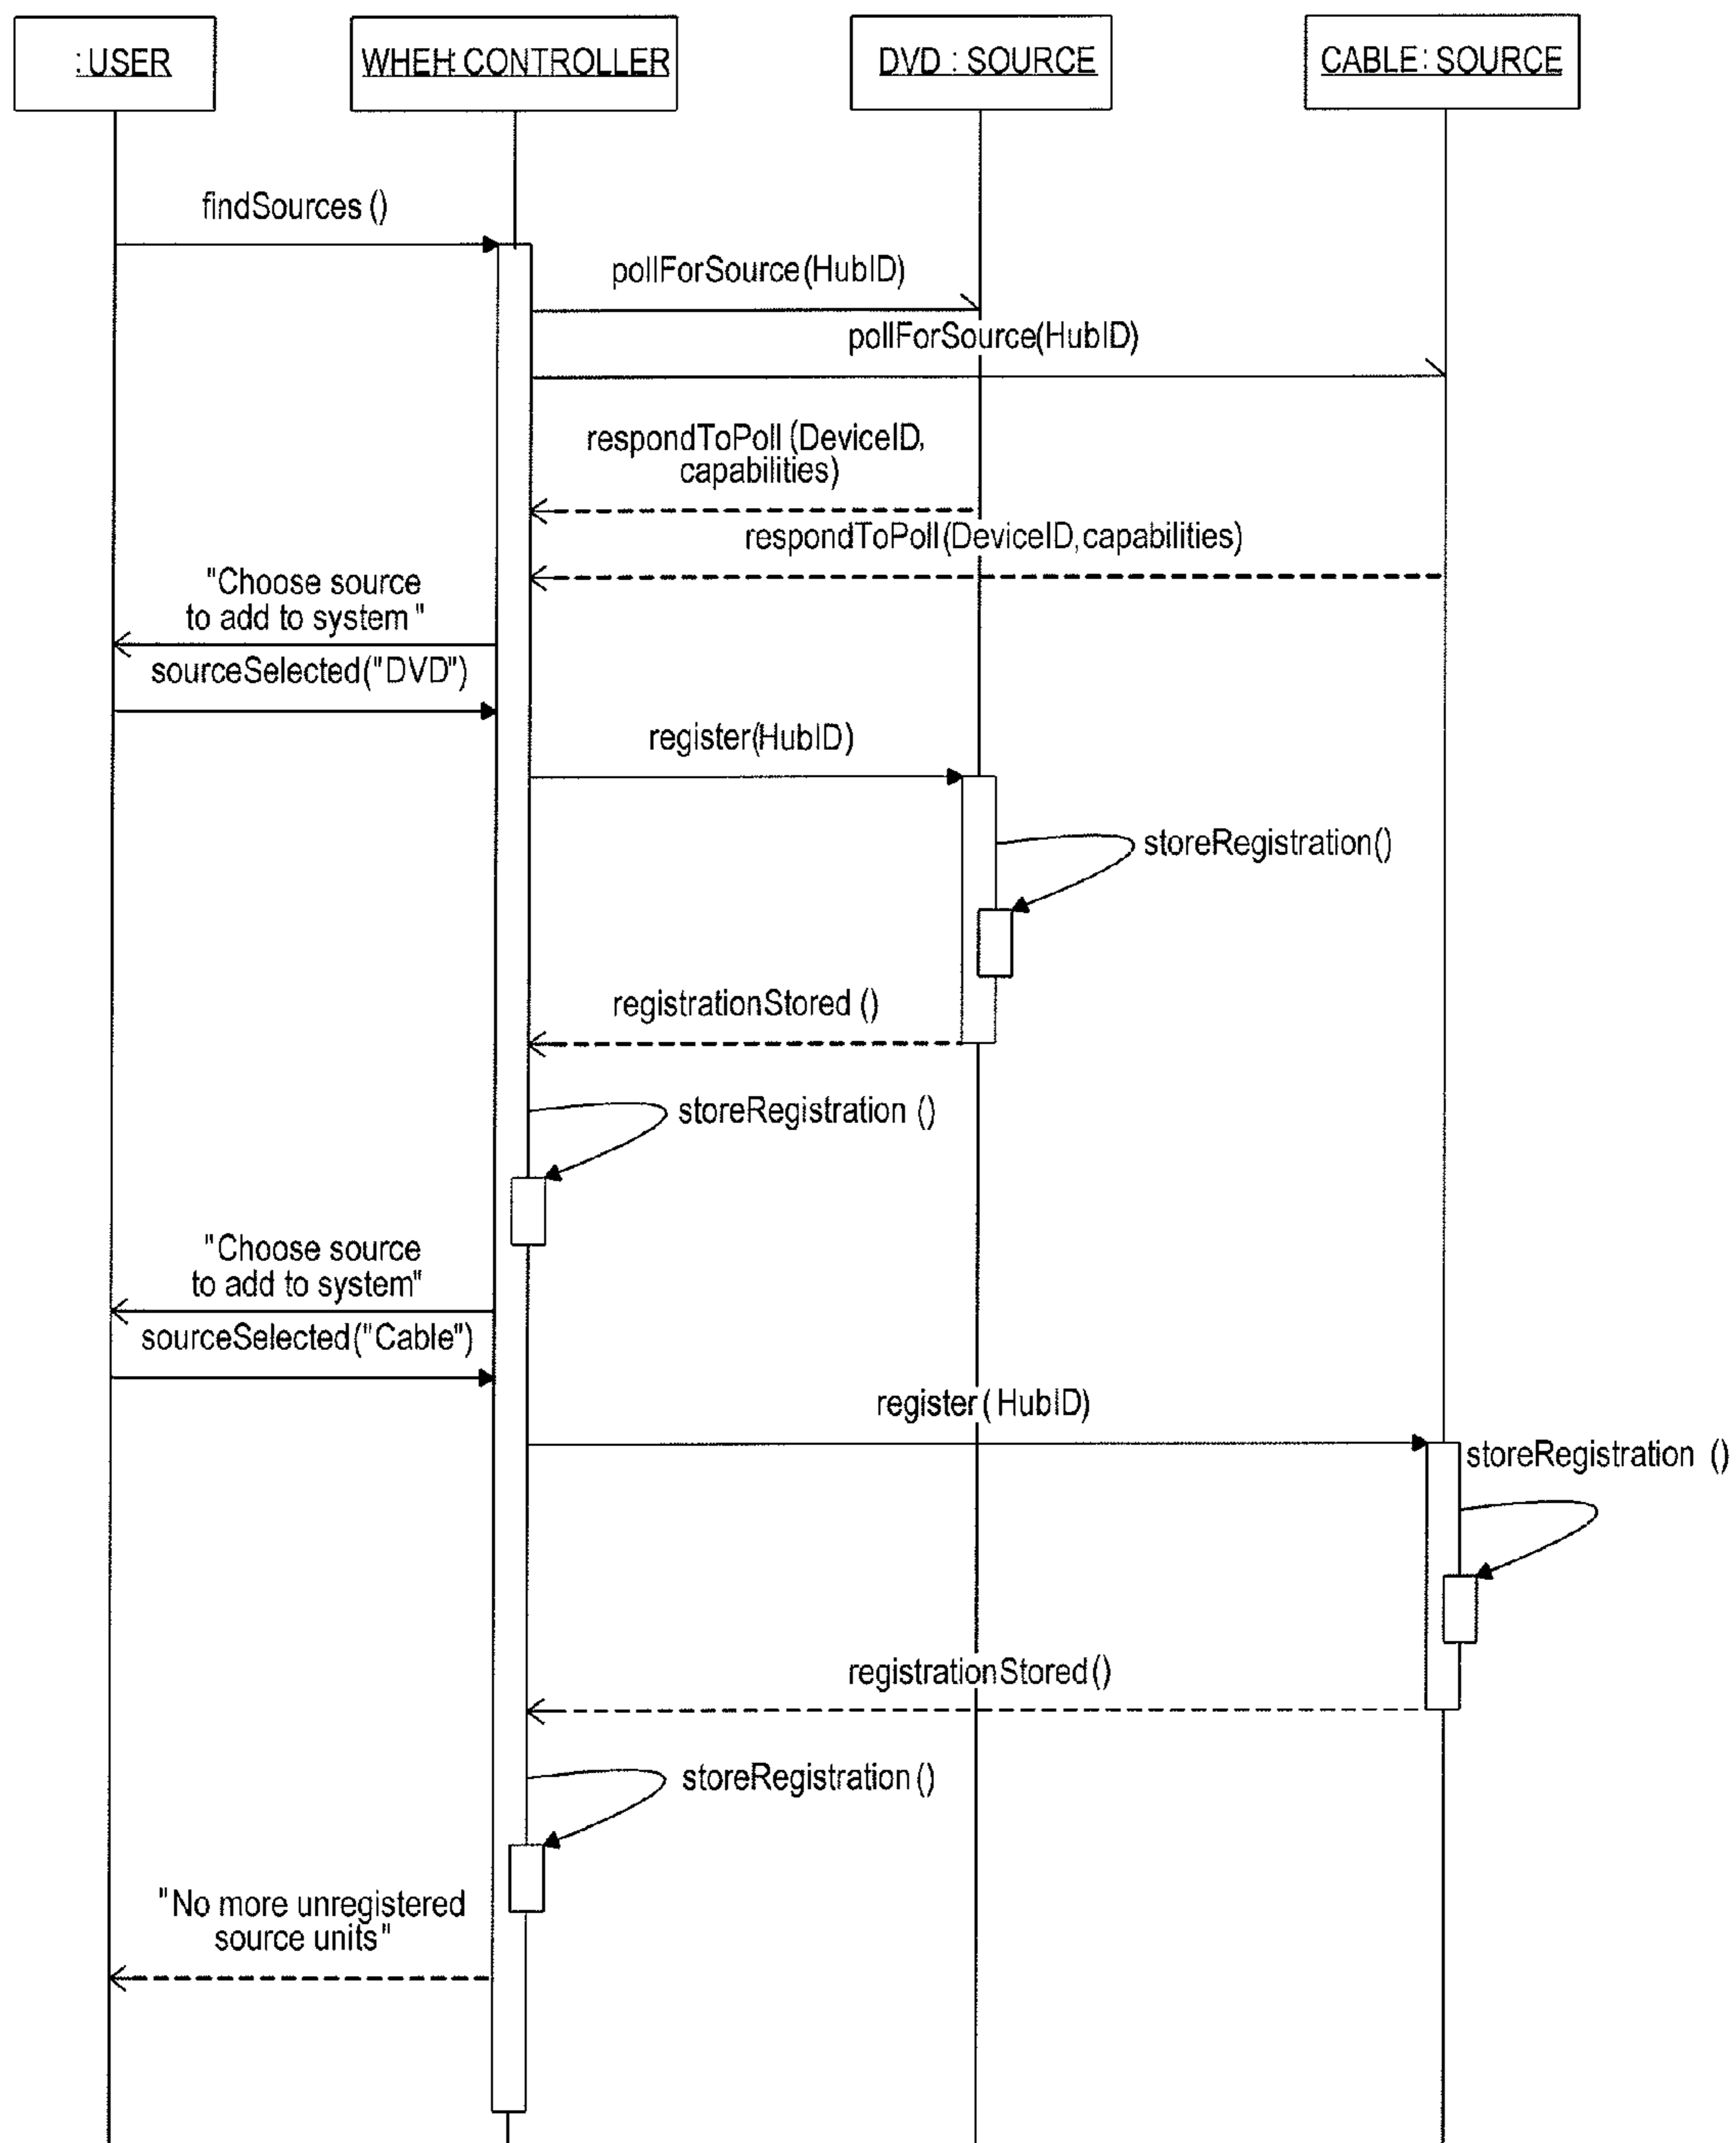 : USER
WHEH: CONTROLLER
DVD : SOURCE
CABLE: SOURCE
findSources ()
pollForSource(HubID)
pollForSource(HubID)
respondToPoll (DeviceID,
capabilities)
respondToPoll(DeviceID,capabilities)
"Choose source
to add to system "
sourceSelected("DVD")
register(HubID)
storeRegistration()
registrationStored ()
storeRegistration ()
"Choose source
to add to system"
sourceSelected("Cable")
register( HubID)
storeRegistration ()
registrationStored()
storeRegistration ()
"No more unregistered
source units"